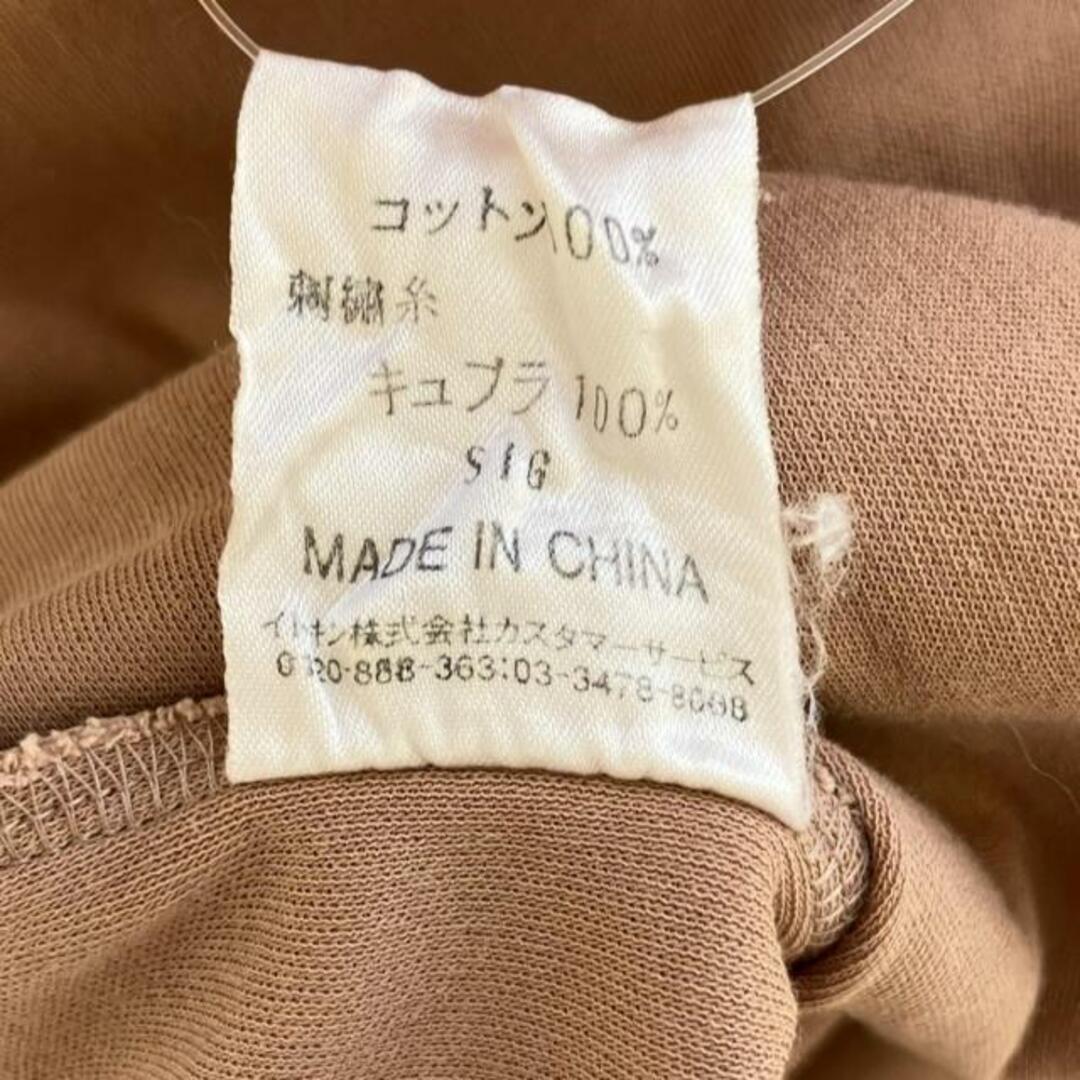 コットン100%
刺繍糸
キュプラ100%
SIG
MADE IN CHINA
イトキン株式会社カスタマーサービス
0120-888-363:03-3478-8088